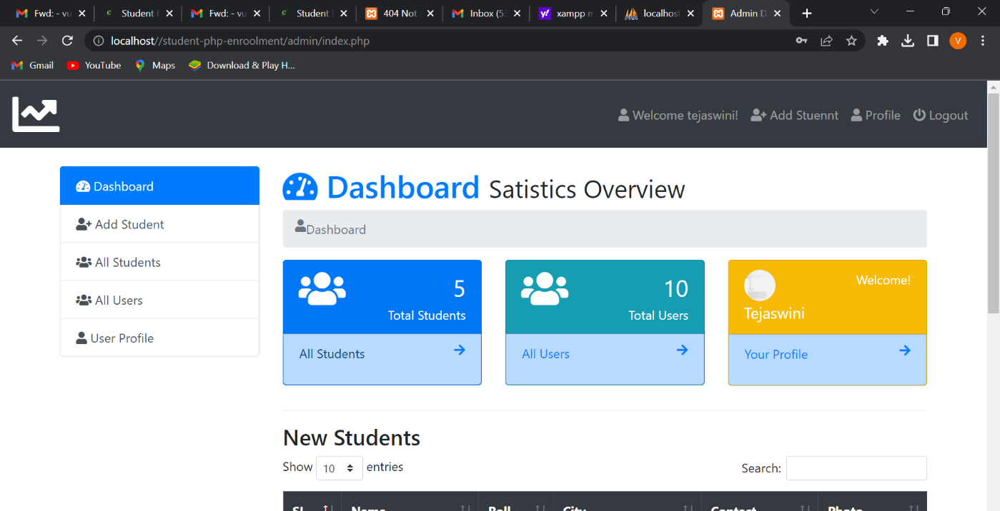 Fwd: - vu Student Fwd: - vu Student 404 Not Inbox (53 xampp m localhost Admin D
localhost//student-php-enroolment/admin/index.php V
Gmail YouTube Maps Download & Play H...
Welcome tejaswini! Add Stuennt Profile Logout
Dashboard
Add Student
All Students
All Users
User Profile
Dashboard Satistics Overview
Dashboard
5
Total Students
All Students
10
Total Users
All Users
Welcome!
Tejaswini
Your Profile
New Students
Show 10 entries
Search:
SL Name Roll City Contact Photo